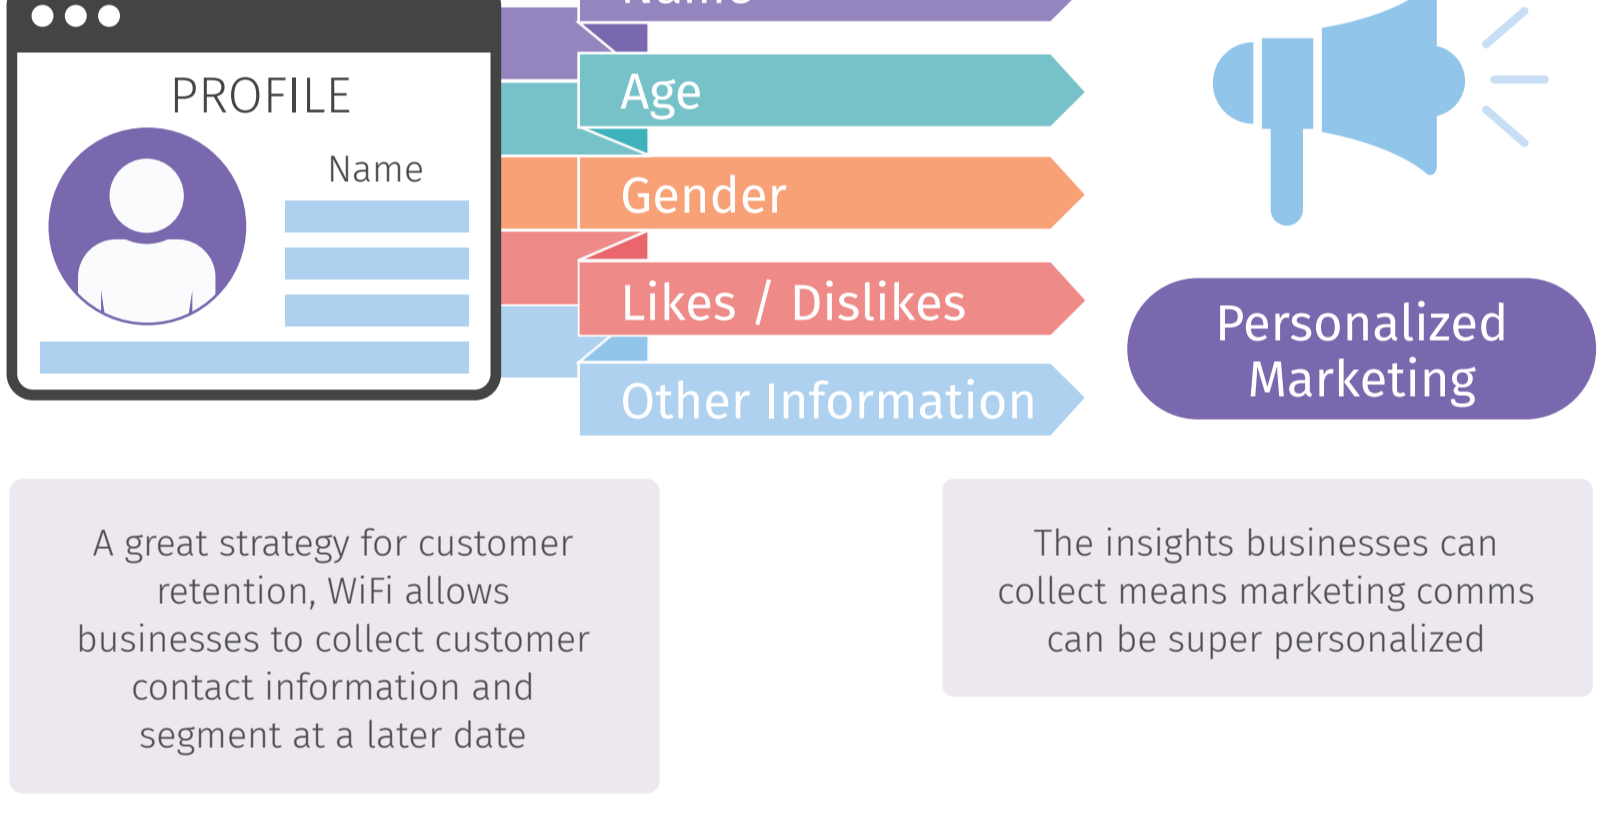 Name
PROFILE
Name
Age
Gender
Likes / Dislikes
Other Information
Personalized
Marketing
A great strategy for customer
retention, WiFi allows
businesses to collect customer
contact information and
segment at a later date
The insights businesses can
collect means marketing comms
can be super personalized